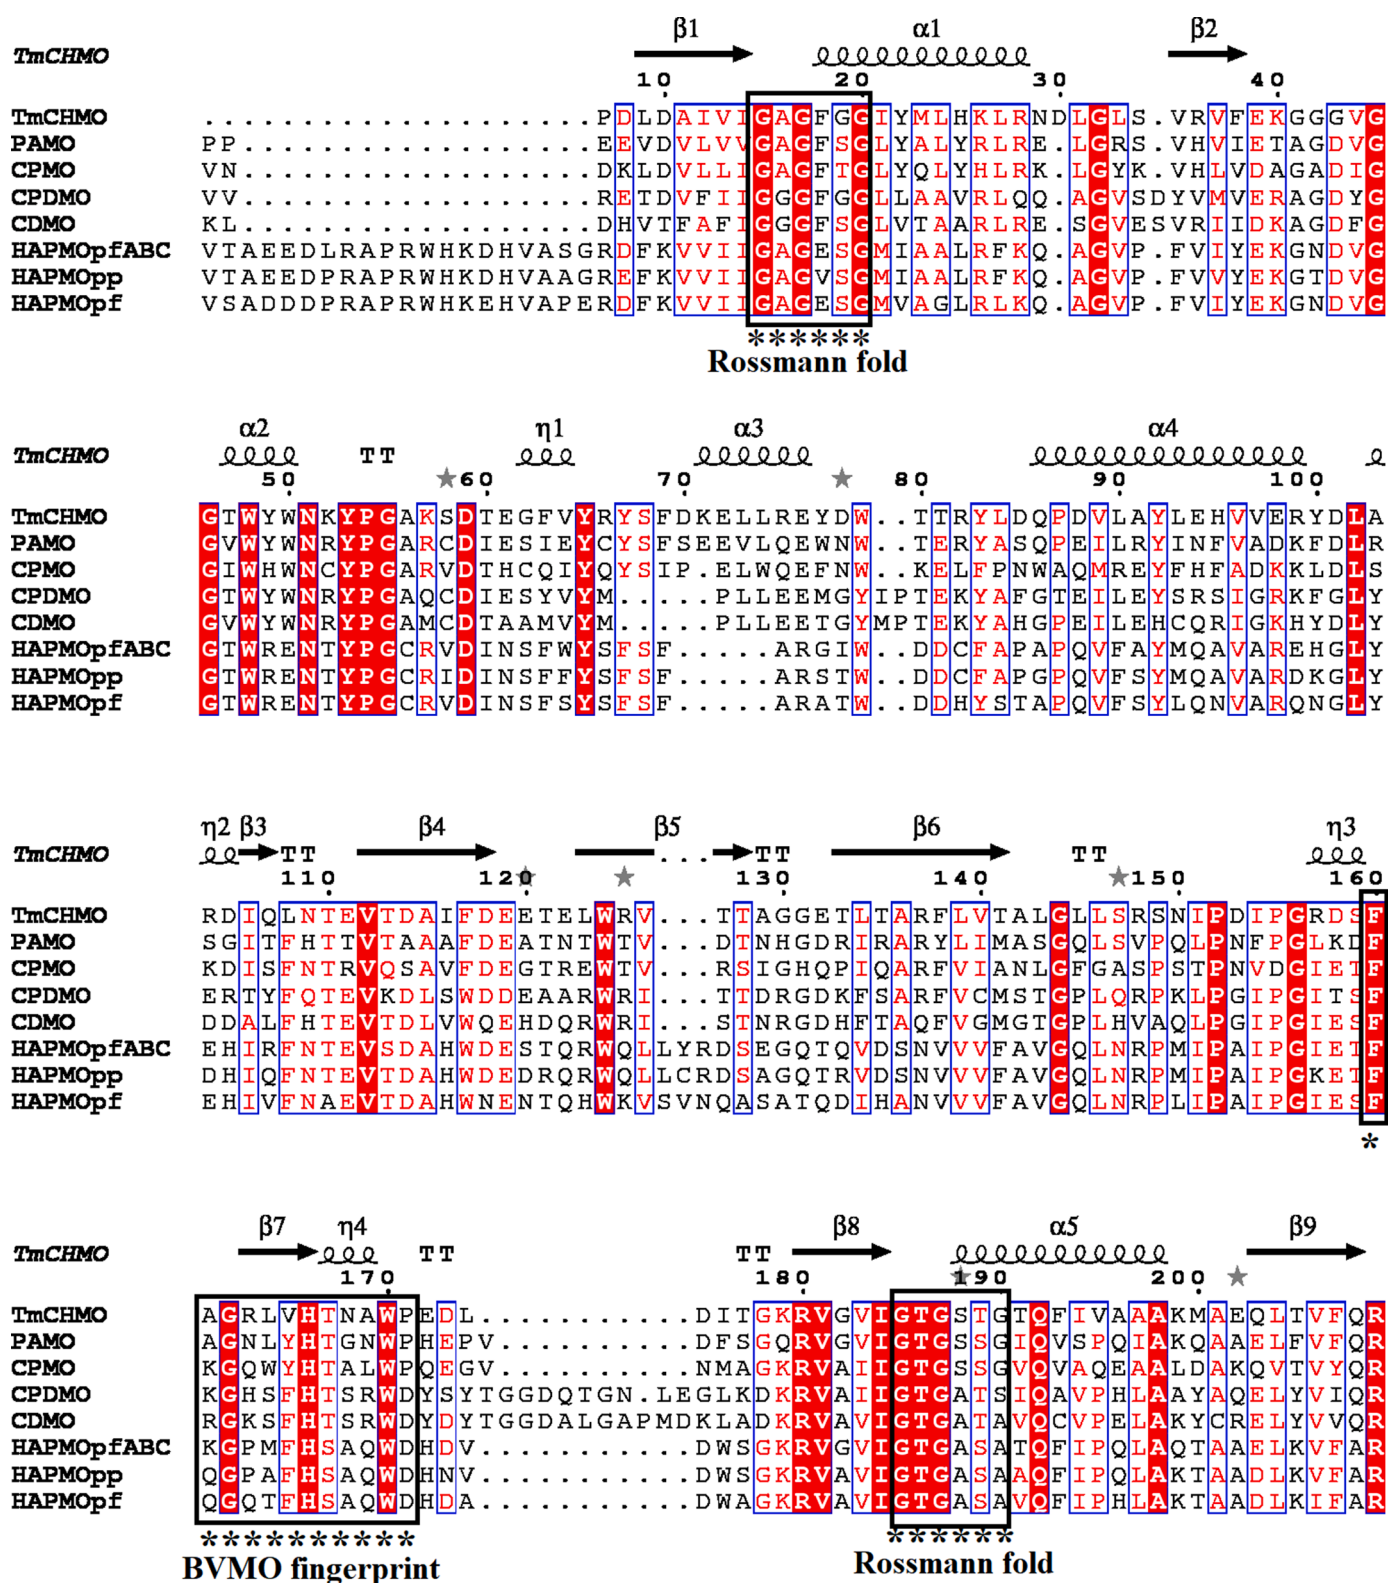 β1 α1 β2
TmCHMO
10 20 30 40
TmCHMO ....................PDLDAIVIGAGFGGIYMLHKLRNDLGLS.VRVFEKGGGVG
PAMO PP..................EEVDVLVVGAGFSGLYALYRLRE.LGRS.VHVIETAGDVG
CPMO VN..................DKLDVLLIGAGFTGLYQLYHLRK.LGYK.VHLVDAGADIG
CPDMO VV..................RETDVFIIGGGFGGLLAAVRLQQ.AGVSDYVMVERAGDYG
CDMO KL..................DHVTFAFIGGGFSGLVTAARLRE.SGVESVRIIDKAGDFG
HAPMOpfABC VTAEEDLRAPRWHKDHVASGRDFKVVIIGAGESGMIAALRFKQ.AGVP.FVIYEKGNDVG
HAPMOpp VTAEEDPRAPRWHKDHVAAGREFKVVIIGAGVSGMIAALRFKQ.AGVP.FVVYEKGTDVG
HAPMOpf VSADDDPRAPRWHKEHVAPERDFKVVIIGAGESGMVAGLRLKQ.AGVP.FVIYEKGNDVG
******
Rossmann fold
α2 η1 α3 α4
TmCHMO TT
50 ★60 70 ★ 80 90 100
TmCHMO GTWYWNKYPGAKSDTEGFVYRYSFDKELLREYDW..TTRYLDQPDVLAYLEHVVERYDLA
PAMO GVWYWNRYPGARCDIESIEYCYSFSEEVLQEWNW..TERYASQPEILRYINFVADKFDLR
CPMO GIWHWNCYPGARVDTHCQIYQYSIP.ELWQEFNW..KELFPNWAQMREYFHFADKKLDLS
CPDMO GTWYWNRYPGAQCDIESYVYM.....PLLEEMGYIPTEKYAFGTEILEYSRSIGRKFGLY
CDMO GVWYWNRYPGAMCDTAAMVYM.....PLLEETGYMPTEKYAHGPEILEHCQRIGKHYDLY
HAPMOpfABC GTWRENTYPGCRVDINSFWYSFSF.....ARGIW..DDCFAPAPQVFAYMQAVAREHGLY
HAPMOpp GTWRENTYPGCRIDINSFFYSFSF.....ARSTW..DDCFAPGPQVFSYMQAVARDKGLY
HAPMOpf GTWRENTYPGCRVDINSFSYSFSF.....ARATW..DDHYSTAPQVFSYLQNVARQNGLY
η2 β3 β4 β5 β6 η3
TmCHMO TT ... TT TT
110 120 ★ ★ 130 140 ★ 150 160
TmCHMO RDIQLNTEVTDAIFDEETELWRV...TTAGGETLTARFLVTALGLLSRSNIPDIPGRDSF
PAMO SGITFHTTVTAAAFDEATNTWTV...DTNHGDRIRARYLIMASGQLSVPQLPNFPGLKDF
CPMO KDISFNTRVQSAVFDEGTREWTV...RSIGHQPIQARFVIANLGFGASPSTPNVDGIETF
CPDMO ERTYFQTEVKDLSWDDEAARWRI...TTDRGDKFSARFVCMSTGPLQRPKLPGIPGITSF
CDMO DDALFHTEVTDLVWQEHDQRWRI...STNRGDHFTAQFVGMGTGPLHVAQLPGIPGIESF
HAPMOpfABC EHIRFNTEVSDAHWDESTQRWQLLYRDSEGQTQVDSNVVVFAVGQLNRPMIPAIPGIETF
HAPMOpp DHIQFNTEVTDAHWDEDRQRWQLLCRDSAGQTRVDSNVVVFAVGQLNRPMIPAIPGKETF
HAPMOpf EHIVFNAEVTDAHWNENTQHWKVSVNQASATQDIHANVVVFAVGQLNRPLIPAIPGIESF
*
β7 η4 β8 α5 β9
TmCHMO TT TT
170 180 ★ 190 200 ★
TmCHMO AGRLVHTNAWPEDL...........DITGKRVGVIGTGSTGTQFIVAAAKMAEQLTVFQR
PAMO AGNLYHTGNWPHEPV..........DFSGQRVGVIGTGSSGIQVSPQIAKQAAELFVFQR
CPMO KGQWYHTALWPQEGV..........NMAGKRVAIIGTGSSGVQVAQEAALDAKQVTVYQR
CPDMO KGHSFHTSRWDYSYTGGDQTGN.LEGLKDKRVAIIGTGATSIQAVPHLAAYAQELYVIQR
CDMO RGKSFHTSRWDYDYTGGDALGAPMDKLADKRVAVIGTGATAVQCVPELAKYCRELYVVQR
HAPMOpfABC KGPMFHSAQWDHDV...........DWSGKRVGVIGTGASATQFIPQLAQTAAELKVFAR
HAPMOpp QGPAFHSAQWDHNV...........DWSGKRVAVIGTGASAAQFIPQLAKTAADLKVFAR
HAPMOpf QGQTFHSAQWDHDA...........DWAGKRVAVIGTGASAVQFIPHLAKTAADLKIFAR
*********** ******
BVMO fingerprint Rossmann fold